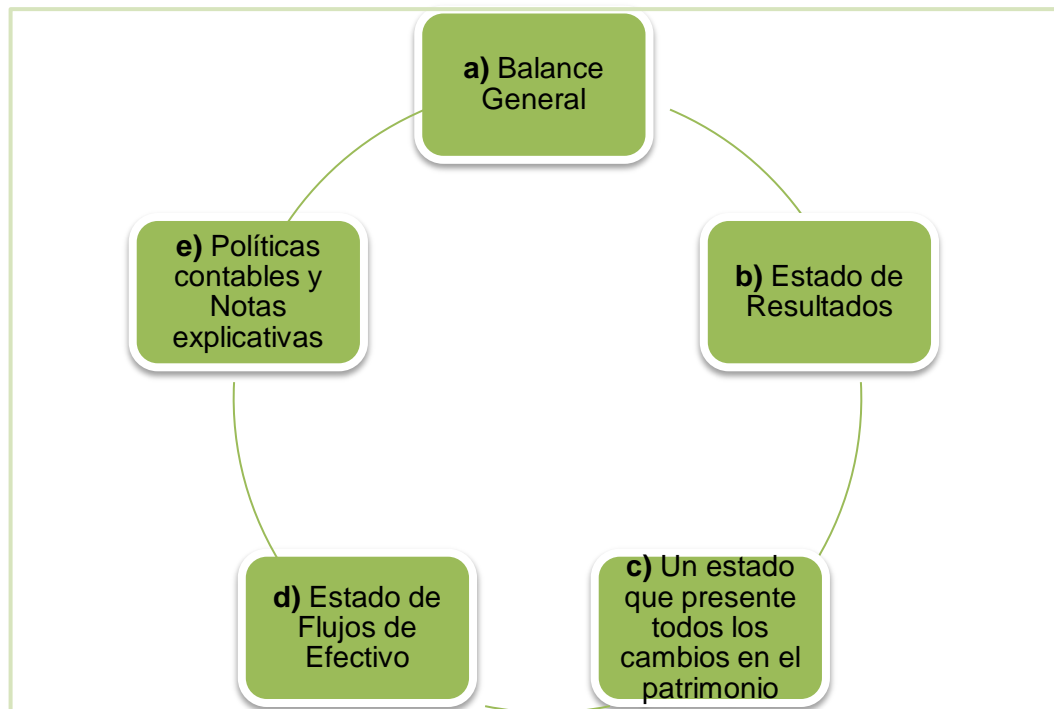 a) Balance
General
b) Estado de
Resultados
c) Un estado
que presente
todos los
cambios en el
patrimonio
d) Estado de
Flujos de
Efectivo
e) Políticas
contables y
Notas
explicativas